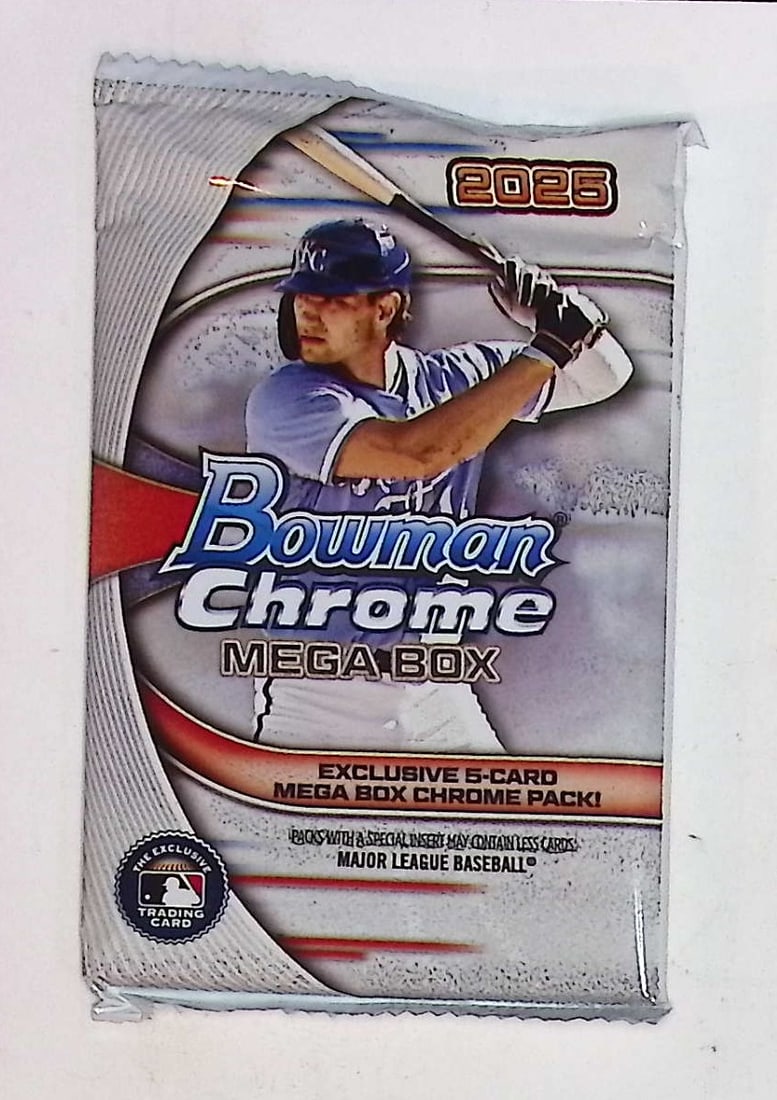 2025
KC
Bowman®
Chrome
MEGA BOX
EXCLUSIVE 5-CARD
MEGA BOX CHROME PACK!
PACKS WITH A SPECIAL INSERT MAY CONTAIN LESS CARDS.
MAJOR LEAGUE BASEBALL®
THE EXCLUSIVE
TRADING
CARD